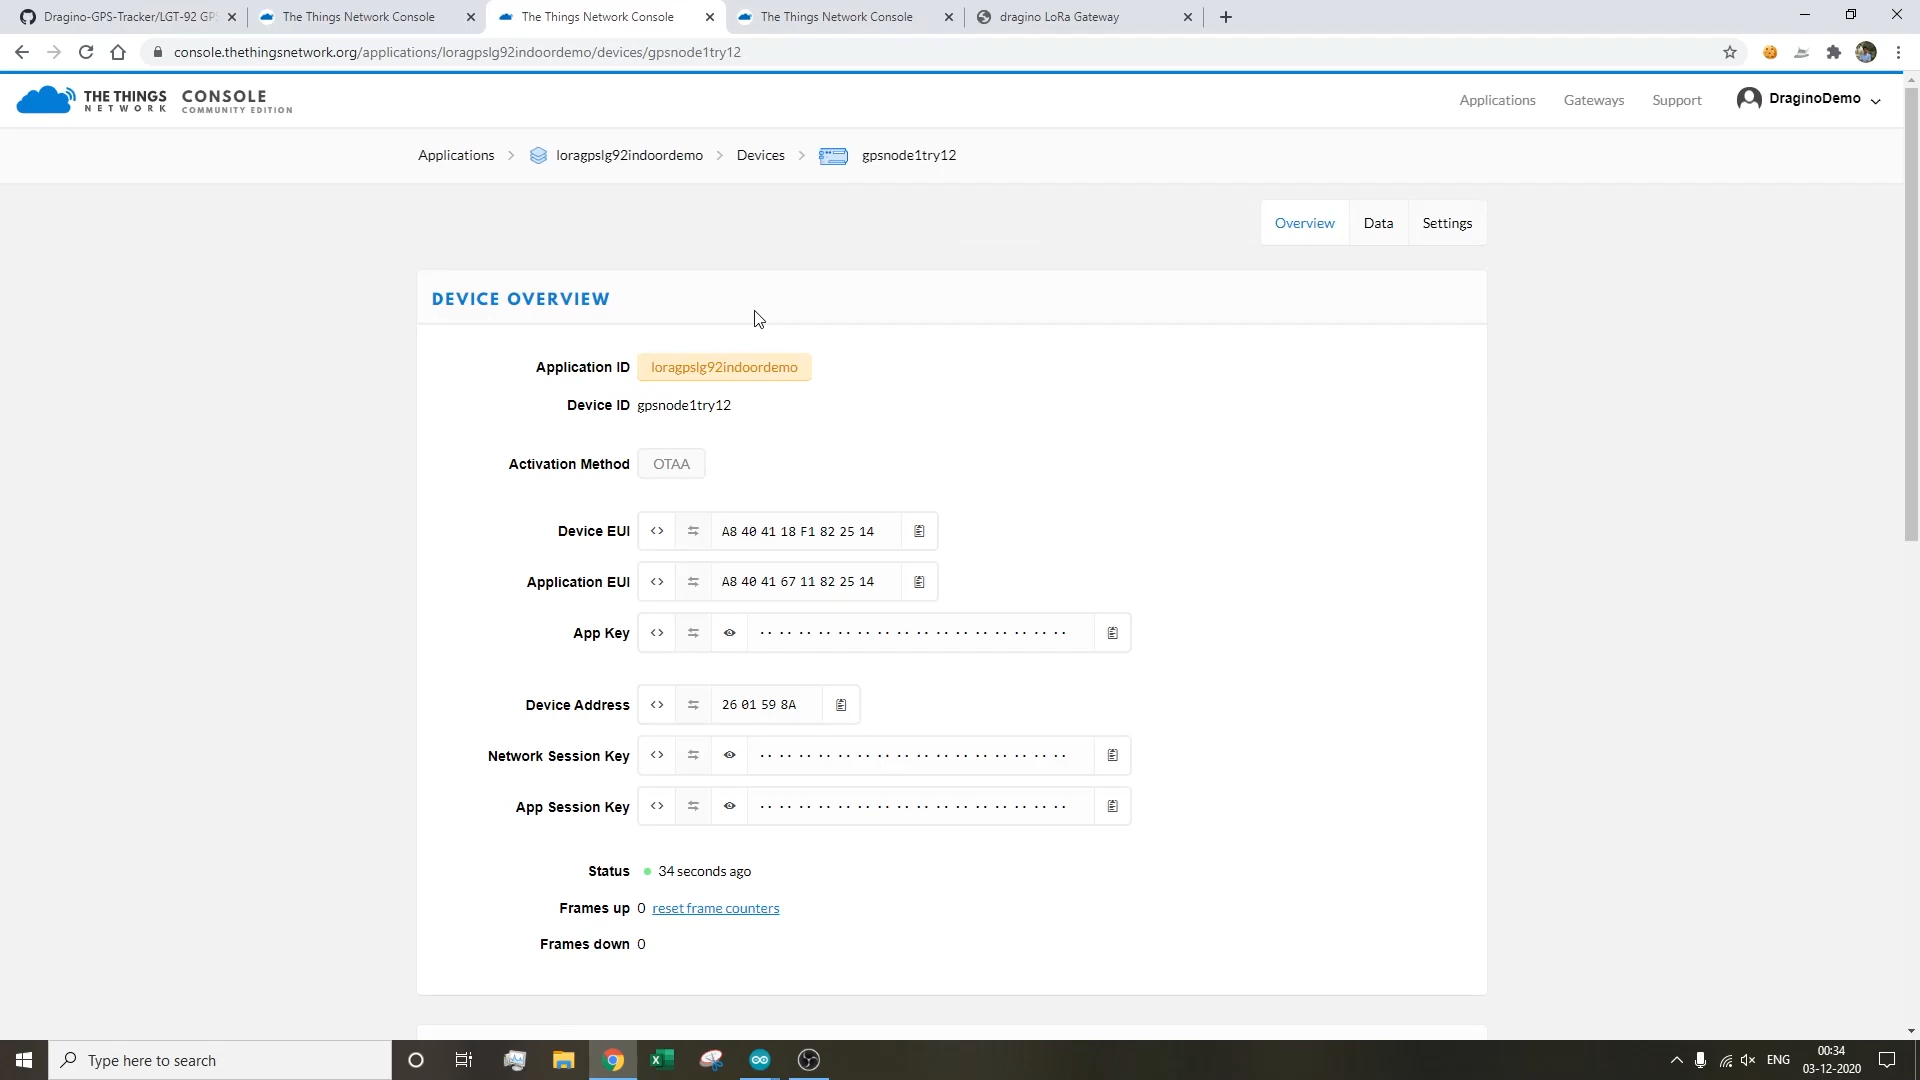 Dragino-GPS-Tracker/LGT-92 GPS
The Things Network Console
The Things Network Console
The Things Network Console
dragino LoRa Gateway
console.thethingsnetwork.org/applications/loragpslg92indoordemo/devices/gpsnode1try12
THE THINGS NETWORK
CONSOLE
COMMUNITY EDITION
Applications
Gateways
Support
DraginoDemo
Applications
loragpslg92indoordemo
Devices
gpsnode1try12
Overview
Data
Settings
DEVICE OVERVIEW
Application ID loragpslg92indoordemo
Device ID gpsnode1try12
Activation Method OTAA
Device EUI A8 40 41 18 F1 82 25 14
Application EUI A8 40 41 67 11 82 25 14
App Key
Device Address 26 01 59 8A
Network Session Key
App Session Key
Status 34 seconds ago
Frames up 0 reset frame counters
Frames down 0
Type here to search
ENG
00:34
03-12-2020